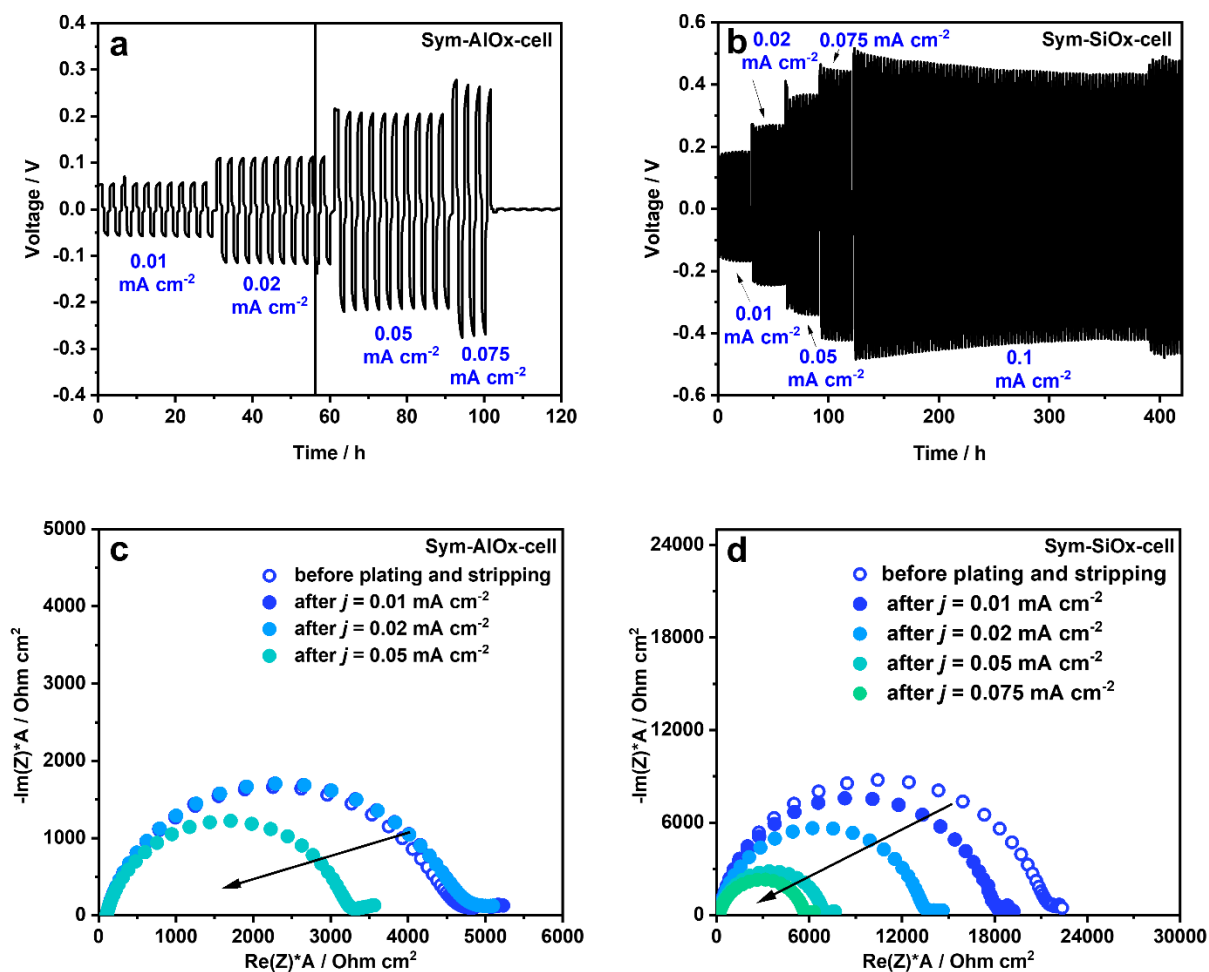 a
Sym-AlOx-cell
0.4
0.3
0.2
0.1
0.0
-0.1
-0.2
-0.3
-0.4
Voltage / V
0.01
mA cm-2
0.02
mA cm-2
0.05
mA cm-2
0.075
mA cm-2
0 20 40 60 80 100 120
Time / h
b
Sym-SiOx-cell
0.6
0.4
0.2
0.0
-0.2
-0.4
-0.6
Voltage / V
0.02
mA cm-2
0.075 mA cm-2
0.01
mA cm-2
0.05
mA cm-2
0.1
mA cm-2
0 100 200 300 400
Time / h
c
Sym-AlOx-cell
before plating and stripping
after j = 0.01 mA cm-2
after j = 0.02 mA cm-2
after j = 0.05 mA cm-2
5000
4000
3000
2000
1000
0
-Im(Z)*A / Ohm cm2
0 1000 2000 3000 4000 5000 6000
Re(Z)*A / Ohm cm2
d
Sym-SiOx-cell
before plating and stripping
after j = 0.01 mA cm-2
after j = 0.02 mA cm-2
after j = 0.05 mA cm-2
after j = 0.075 mA cm-2
24000
18000
12000
6000
0
-Im(Z)*A / Ohm cm2
0 6000 12000 18000 24000 30000
Re(Z)*A / Ohm cm2